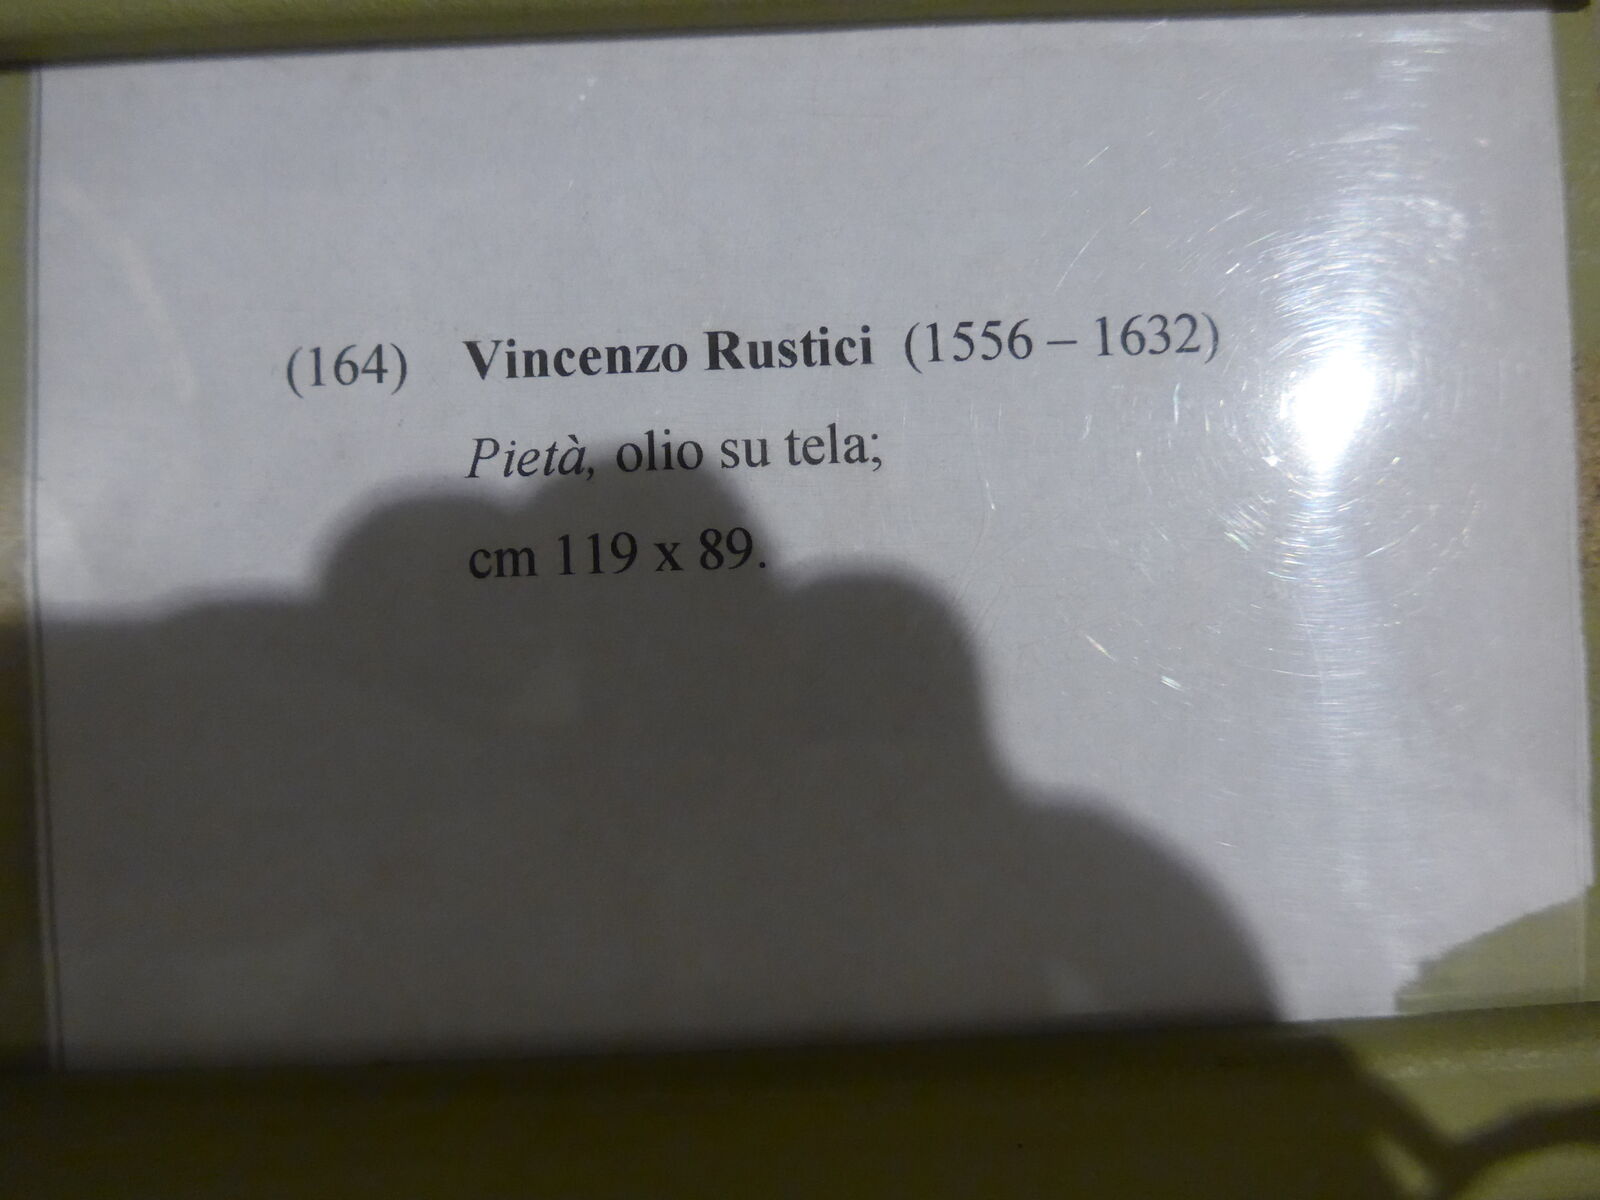 (164) Vincenzo Rustici (1556 – 1632)
Pietà, olio su tela;
cm 119 x 89.